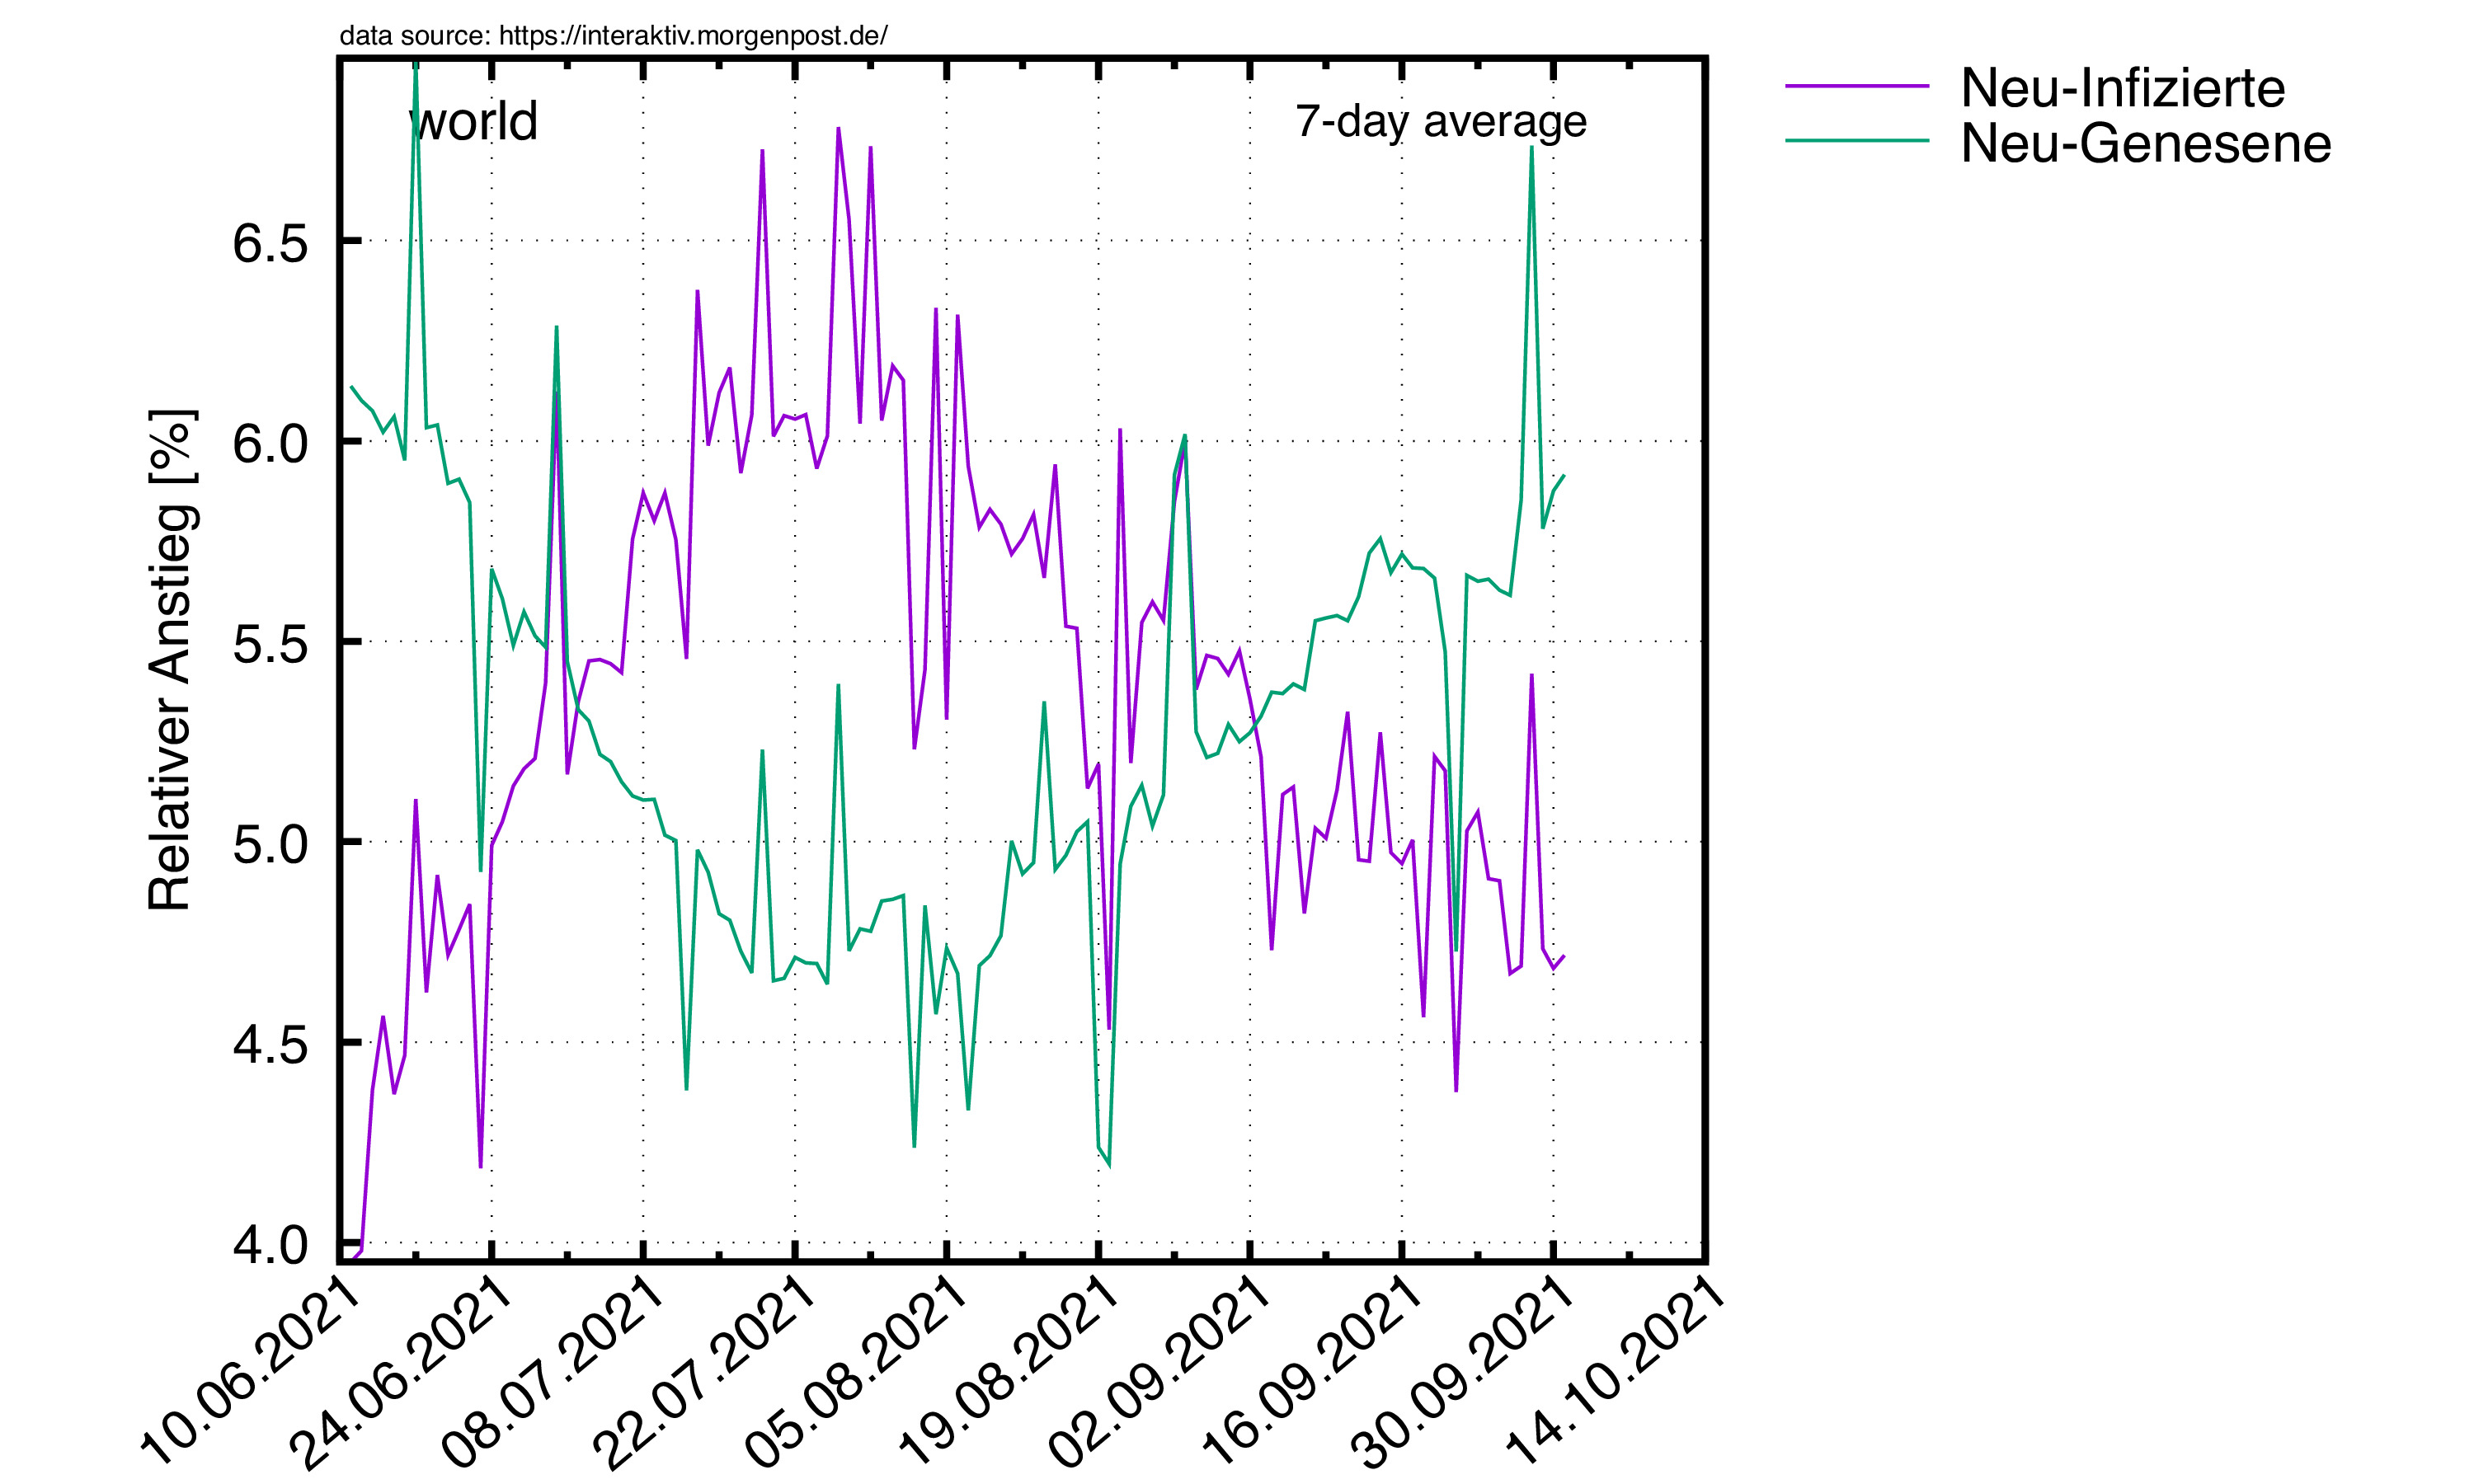 data source: https://interaktiv.morgenpost.de/
world
7-day average
Neu-Infizierte
Neu-Genesene
Relativer Anstieg [%]
6.5
6.0
5.5
5.0
4.5
4.0
10.06.2021
24.06.2021
08.07.2021
22.07.2021
05.08.2021
19.08.2021
02.09.2021
16.09.2021
30.09.2021
14.10.2021